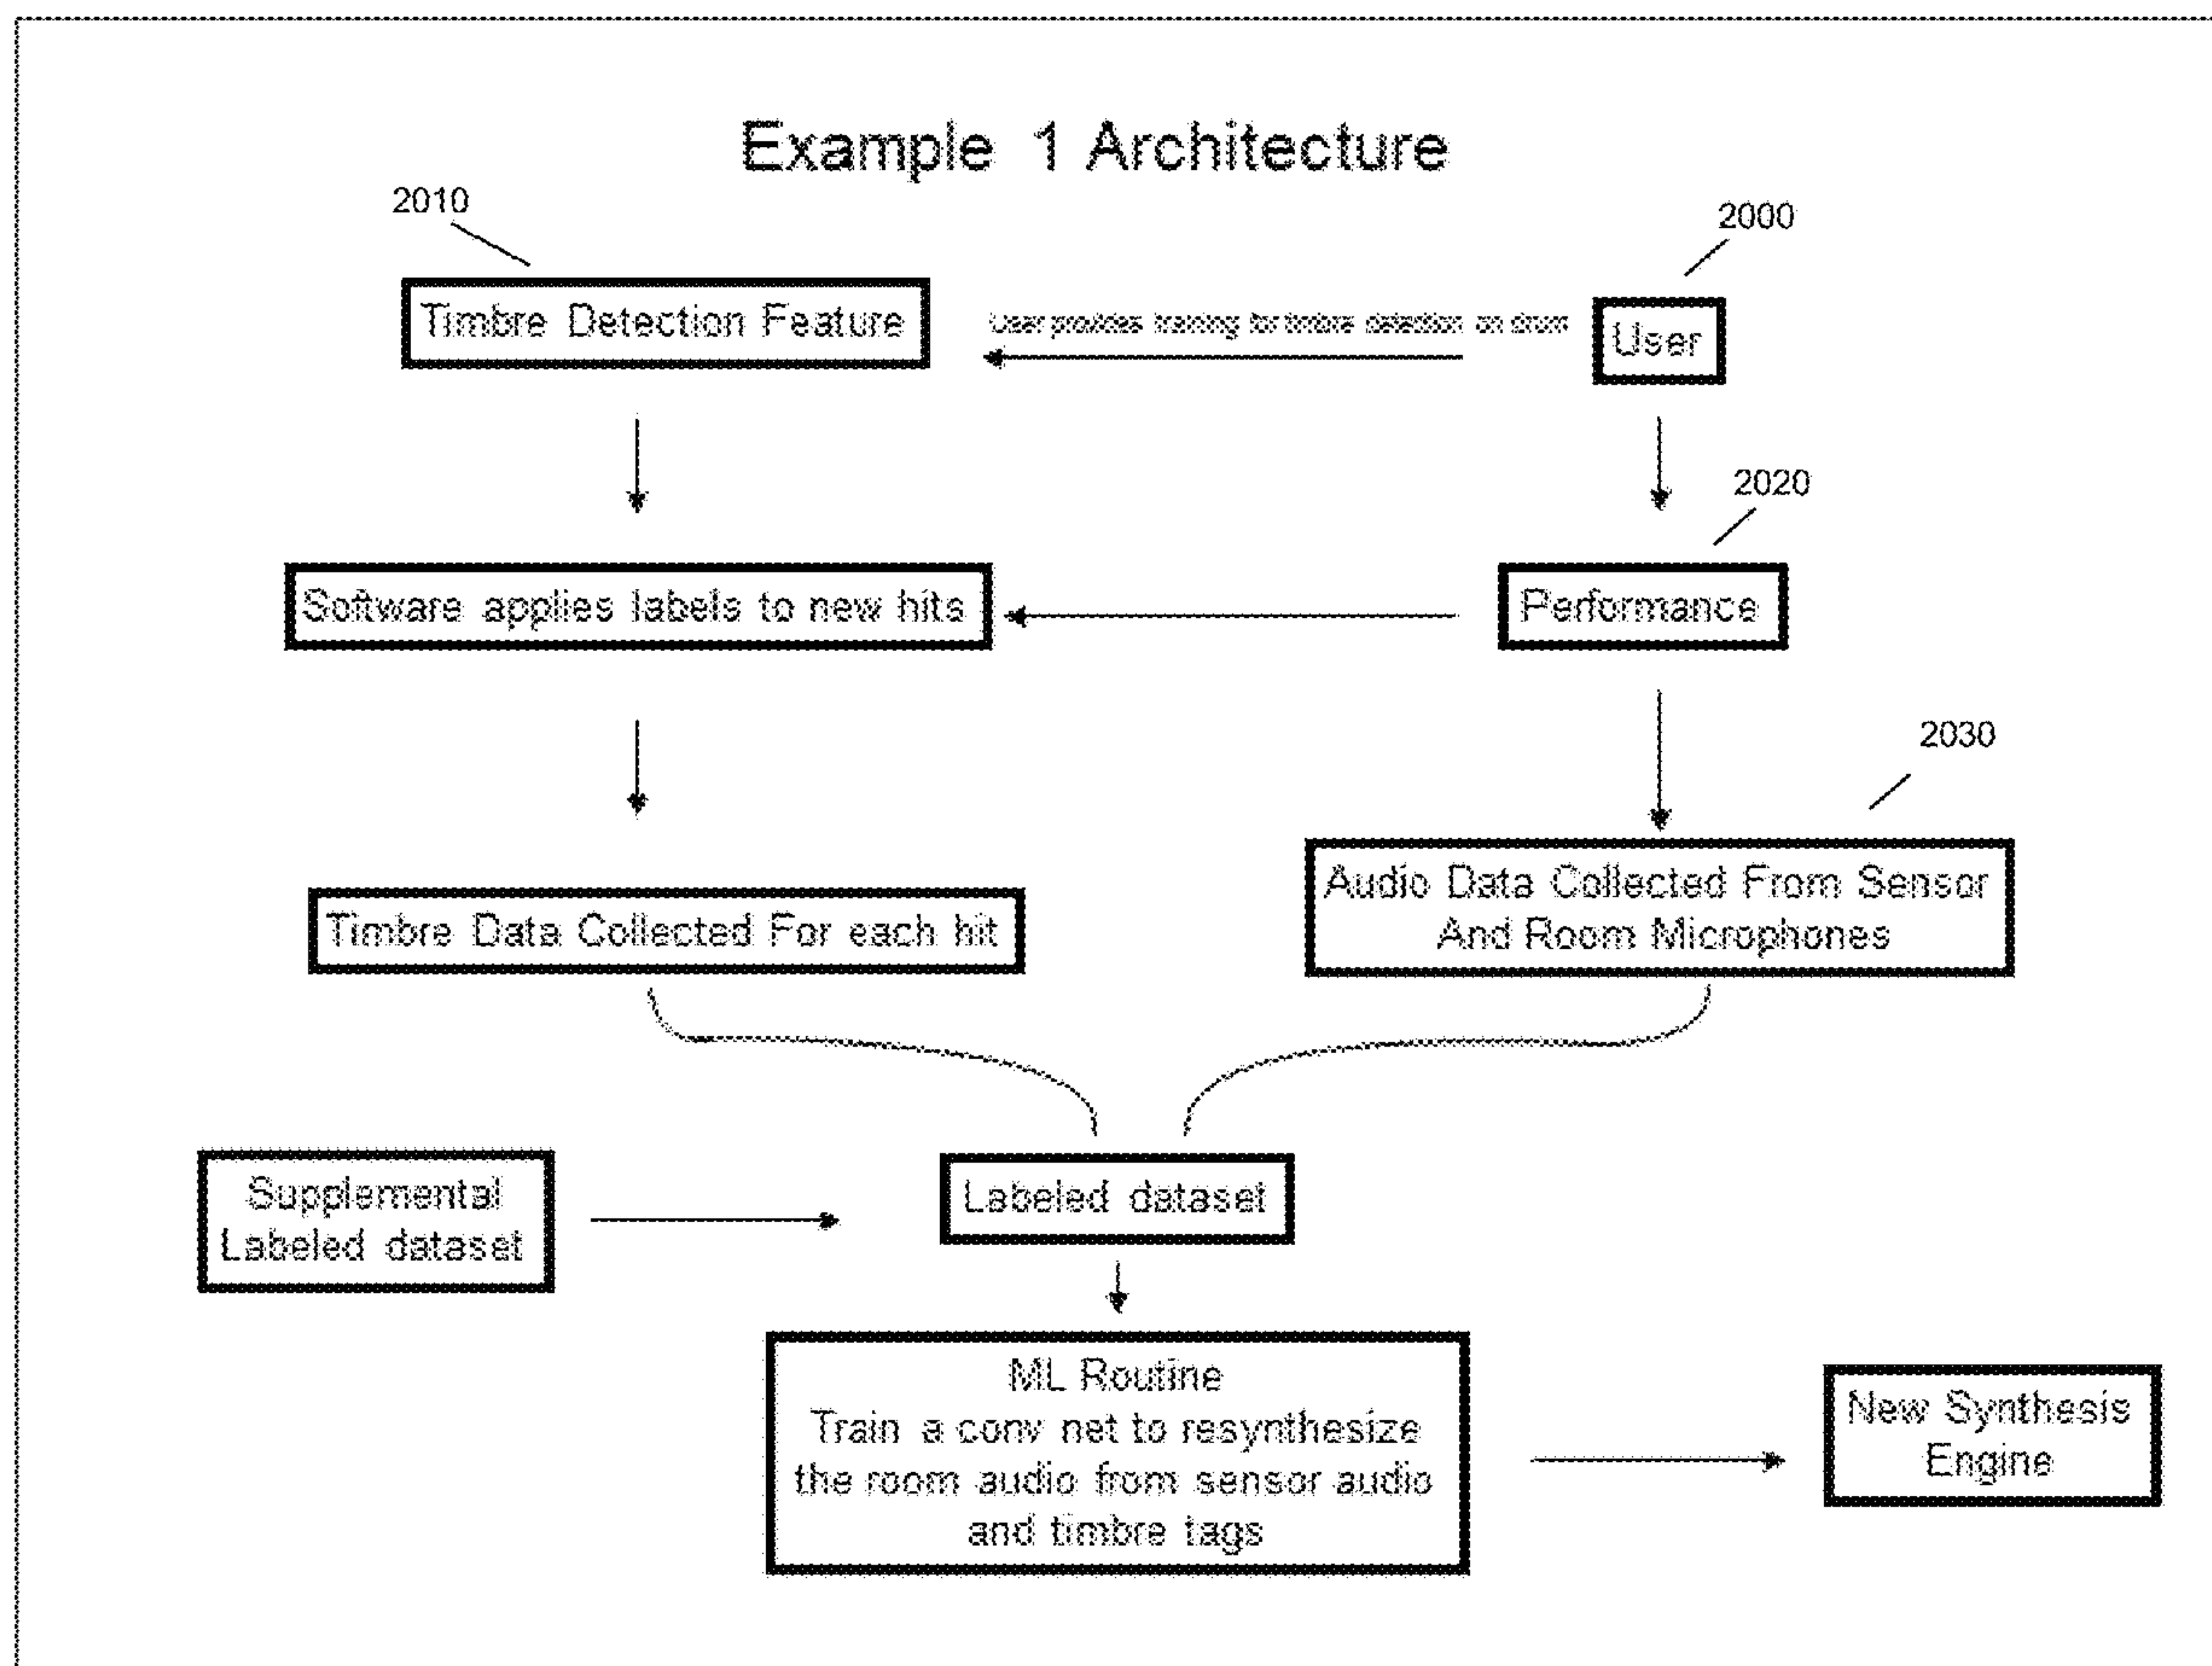 Example 1 Architecture
2010
2000
Timbre Detection Feature
User provides training for timbre detection on drum
User
2020
Software applies labels to new hits
Performance
2030
Timbre Data Collected For each hit
Audio Data Collected From Sensor
And Room Microphones
Supplemental
Labeled dataset
Labeled dataset
ML Routine
Train a conv net to resynthesize
the room audio from sensor audio
and timbre tags
New Synthesis
Engine